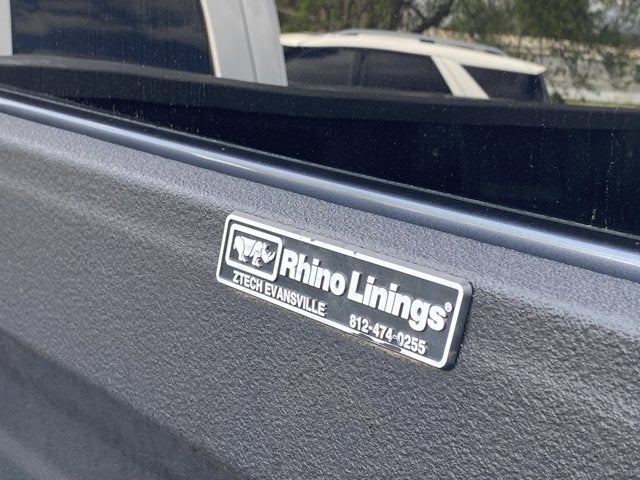 Rhino Linings®
ZTECH EVANSVILLE
812-474-0255